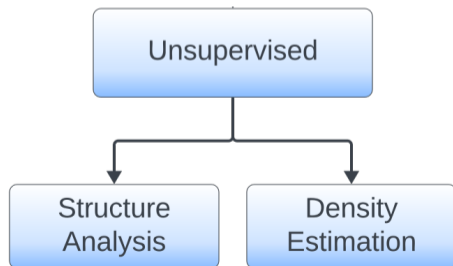 Unsupervised
Structure
Analysis
Density
Estimation